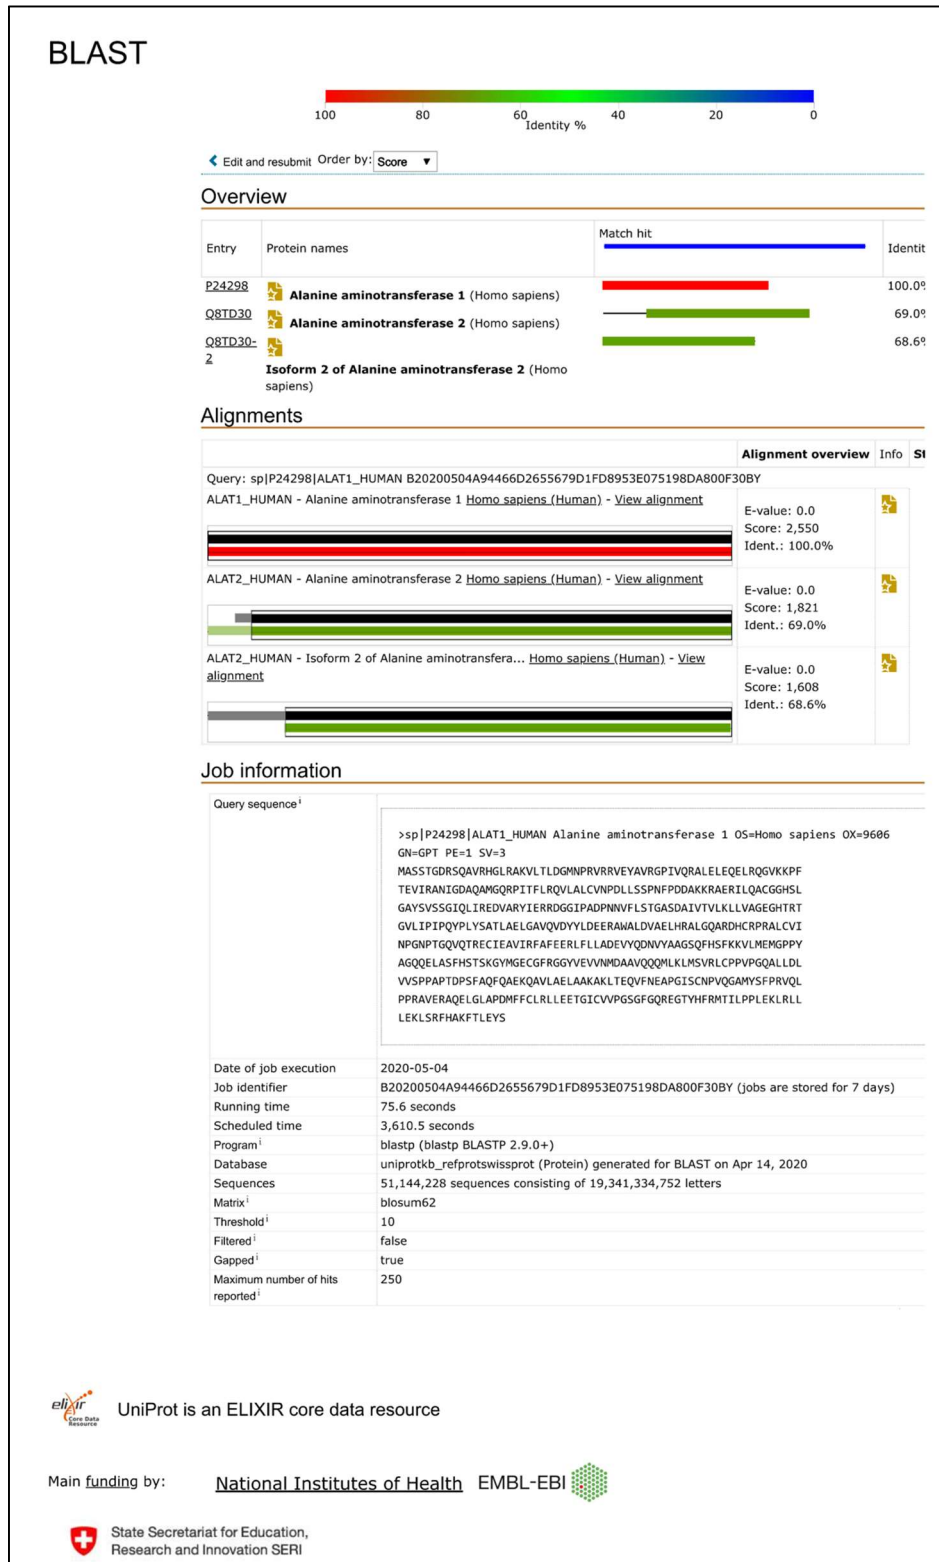 BLAST
100 80 60 40 20 0
Identity %
Edit and resubmit Order by: Score ▼
Overview
Entry Protein names Match hit Identit
P24298 Alanine aminotransferase 1 (Homo sapiens) 100.0%
Q8TD30 Alanine aminotransferase 2 (Homo sapiens) 69.0%
Q8TD30- 68.6%
2
Isoform 2 of Alanine aminotransferase 2 (Homo
sapiens)
Alignments
Alignment overview Info St
Query: sp|P24298|ALAT1_HUMAN B20200504A94466D2655679D1FD8953E075198DA800F30BY
ALAT1_HUMAN - Alanine aminotransferase 1 Homo sapiens (Human) - View alignment
E-value: 0.0
Score: 2,550
Ident.: 100.0%
ALAT2_HUMAN - Alanine aminotransferase 2 Homo sapiens (Human) - View alignment
E-value: 0.0
Score: 1,821
Ident.: 69.0%
ALAT2_HUMAN - Isoform 2 of Alanine aminotransfera... Homo sapiens (Human) - View
alignment
E-value: 0.0
Score: 1,608
Ident.: 68.6%
Job information
Query sequence i
>sp|P24298|ALAT1_HUMAN Alanine aminotransferase 1 OS=Homo sapiens OX=9606
GN=GPT PE=1 SV=3
MASSTGDRSQAVRHGLRAKVLTLDGMNPRVRRVEYAVRGPIVQRALELEQELRQGVKKPF
TEVIRANIGDAQAMGQRPITFLRQVLALCVNPDLLSSPNFPDDAKKRAERILQACGGHSL
GAYSVSSGIQLIREDVARYIERRDGGIPADPNNVFLSTGASDAIVTVLKLLVAGEGHTRT
GVLIPIPQYPLYSATLAELGAVQVDYYLDEERAWALDVAELHRALGQARDHCRPRALCVI
NPGNPTGQVQTRECIEAVIRFAFEERLFLLADEVYQDNVYAAGSQFHSFKKVLMEMGPPY
AGQQELASFHSTSKGYMGECGFRGGYVEVVNMDAAVQQQMLKLMSVRLCPPVPGQALLDL
VVSPPAPTDPSFAQFQAEKQAVLAELAAKAKLTEQVFNEAPGISCNPVQGAMYSFPRVQL
PPRAVERAQELGLAPDMFFCLRLLEETGICVVPGSGFGQREGTYHFRMTILPPLEKLRLL
LEKLSRFHAKFTLEYS
Date of job execution 2020-05-04
Job identifier B20200504A94466D2655679D1FD8953E075198DA800F30BY (jobs are stored for 7 days)
Running time 75.6 seconds
Scheduled time 3,610.5 seconds
Program i blastp (blastp BLASTP 2.9.0+)
Database uniprotkb_refprotswissprot (Protein) generated for BLAST on Apr 14, 2020
Sequences 51,144,228 sequences consisting of 19,341,334,752 letters
Matrix i blosum62
Threshold i 10
Filtered i false
Gapped i true
Maximum number of hits 250
reported i
elixir
Core Data
Resource
UniProt is an ELIXIR core data resource
Main funding by: National Institutes of Health EMBL-EBI
State Secretariat for Education,
Research and Innovation SERI